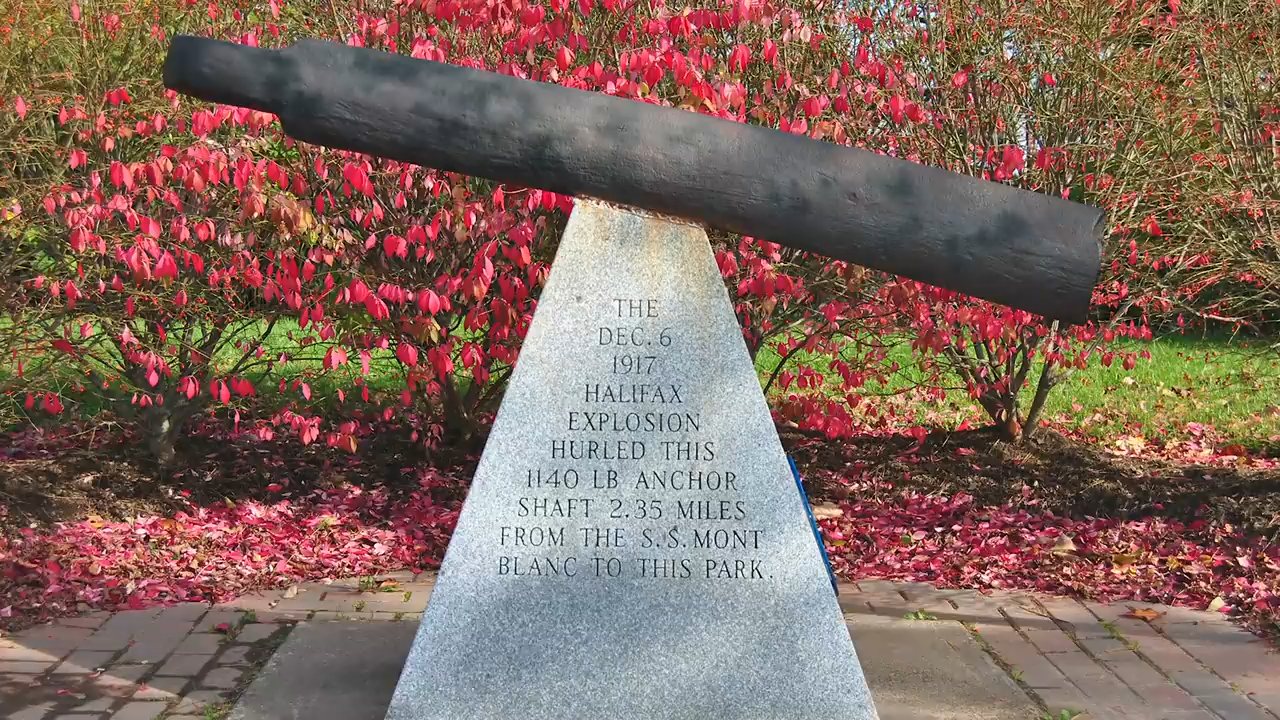 THE
DEC. 6
1917
HALIFAX
EXPLOSION
HURLED THIS
1140 LB ANCHOR
SHAFT 2.35 MILES
FROM THE S.S. MONT
BLANC TO THIS PARK.